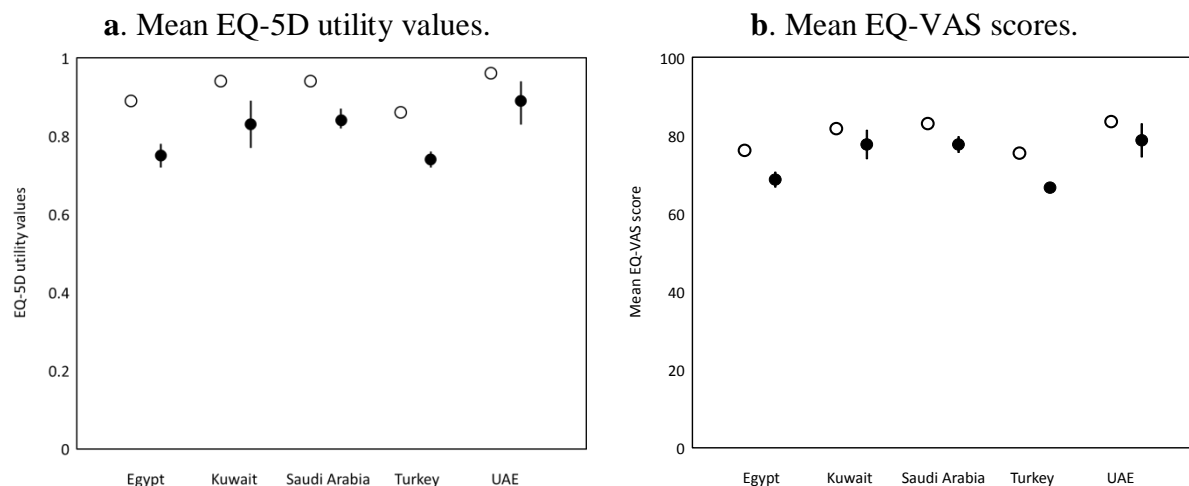 a. Mean EQ-5D utility values.
1
0.8
0.6
0.4
0.2
0
EQ-5D utility values
Egypt Kuwait Saudi Arabia Turkey UAE
b. Mean EQ-VAS scores.
100
80
60
40
20
0
Mean EQ-VAS score
Egypt Kuwait Saudi Arabia Turkey UAE